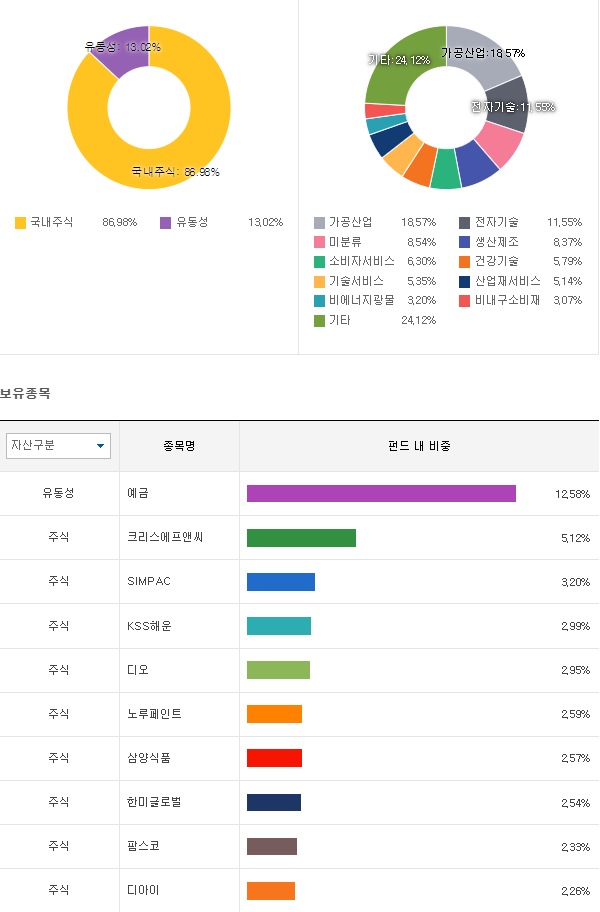 유동성: 13.02%
국내주식: 86.98%
국내주식 86.98% 유동성 13.02%
기타:24.12%
가공산업:18.57%
전자기술:11.55%
가공산업 18.57% 전자기술 11.55%
미분류 8.54% 생산제조 8.37%
소비자서비스 6.30% 건강기술 5.79%
기술서비스 5.35% 산업재서비스 5.14%
비에너지광물 3.20% 비내구소비재 3.07%
기타 24.12%
보유종목
자산구분 종목명 펀드 내 비중
유동성 예금 12.58%
주식 크리스에프앤씨 5.12%
주식 SIMPAC 3.20%
주식 KSS해운 2.99%
주식 디오 2.95%
주식 노루페인트 2.59%
주식 삼양식품 2.57%
주식 한미글로벌 2.54%
주식 팜스코 2.33%
주식 디아이 2.26%